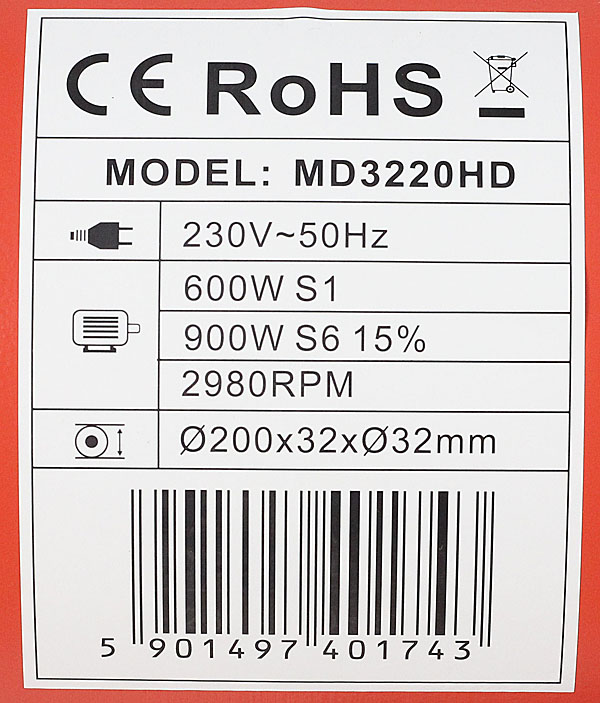 CE RoHS
MODEL: MD3220HD
230V~50Hz
600W S1
900W S6 15%
2980RPM
Ø200x32xØ32mm
5 901497 401743